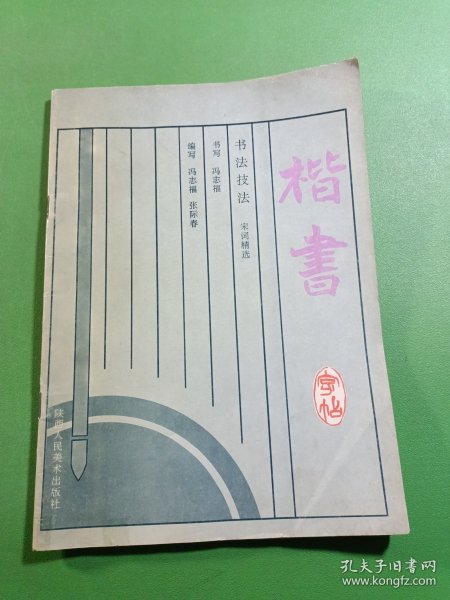 楷書
字帖
书法技法 宋词精选
书写 冯志福
编写 冯志福 张际春
陕西人民美术出版社
孔夫子旧书网
www.kongfz.com